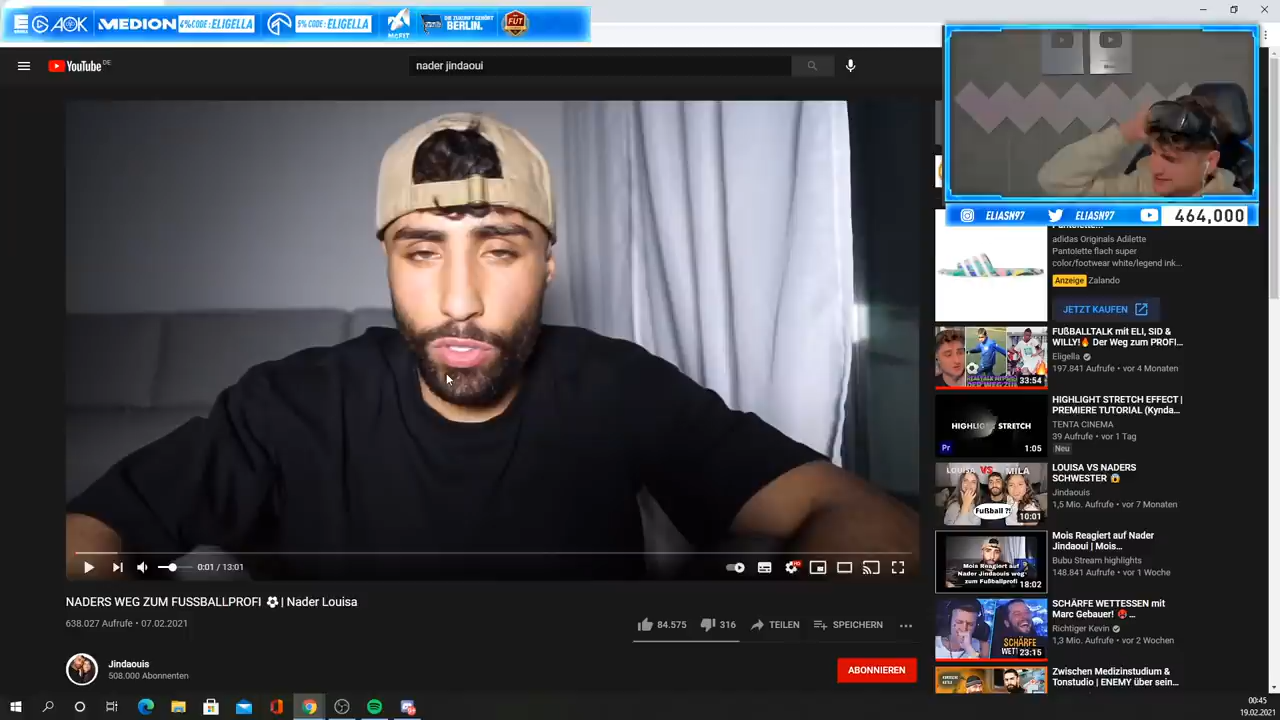 AOK
MEDION
4% CODE: ELIGELLA
5% CODE: ELIGELLA
MCFIT
DIE ZUKUNFT GEHÖRT
BERLIN.
FUT
YouTube DE
nader jindaoui
ELIASN97
ELIASN97
464,000
adidas Originals Adilette
Pantolette flach super
color/footwear white/legend ink...
Anzeige Zalando
JETZT KAUFEN
FUßBALLTALK mit ELI, SID &
WILLY!🔥 Der Weg zum PROFI...
Eligella
197.841 Aufrufe • vor 4 Monaten
33:54
HIGHLIGHT STRETCH EFFECT |
PREMIERE TUTORIAL (Kynda...
TENTA CINEMA
39 Aufrufe • vor 1 Tag
Neu
HIGHLIGHT STRETCH
Pr
1:05
LOUISA VS NADERS
SCHWESTER 😱
Jindaouis
1,5 Mio. Aufrufe • vor 7 Monaten
LOUISA VS MILA
Fußball ?!
10:01
Mois Reagiert auf Nader
Jindaoui | Mois...
Bubu Stream highlights
148.841 Aufrufe • vor 1 Woche
Mois Reagiert auf
Nader Jindaouis weg
zum Fußballprofi
18:02
SCHÄRFE WETTESSEN mit
Marc Gebauer! 🌶️ ...
Richtiger Kevin
1,3 Mio. Aufrufe • vor 2 Wochen
23:15
Zwischen Medizinstudium &
Tonstudio | ENEMY über sein...
0:01 / 13:01
NADERS WEG ZUM FUSSBALLPROFI ⚽ | Nader Louisa
638.027 Aufrufe • 07.02.2021
84.575
316
TEILEN
SPEICHERN
Jindaouis
508.000 Abonnenten
ABONNIEREN
00:45
19.02.2021